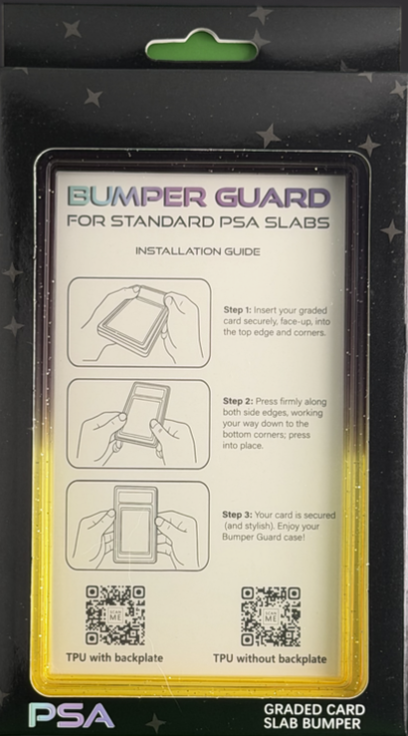 BUMPER GUARD
FOR STANDARD PSA SLABS
INSTALLATION GUIDE
Step 1: Insert your graded
card securely, face-up, into
the top edge and corners.
Step 2: Press firmly along
both side edges, working
your way down to the
bottom corners; press
into place.
Step 3: Your card is secured
(and stylish). Enjoy your
Bumper Guard case!
TPU with backplate
TPU without backplate
PSA
GRADED CARD
SLAB BUMPER